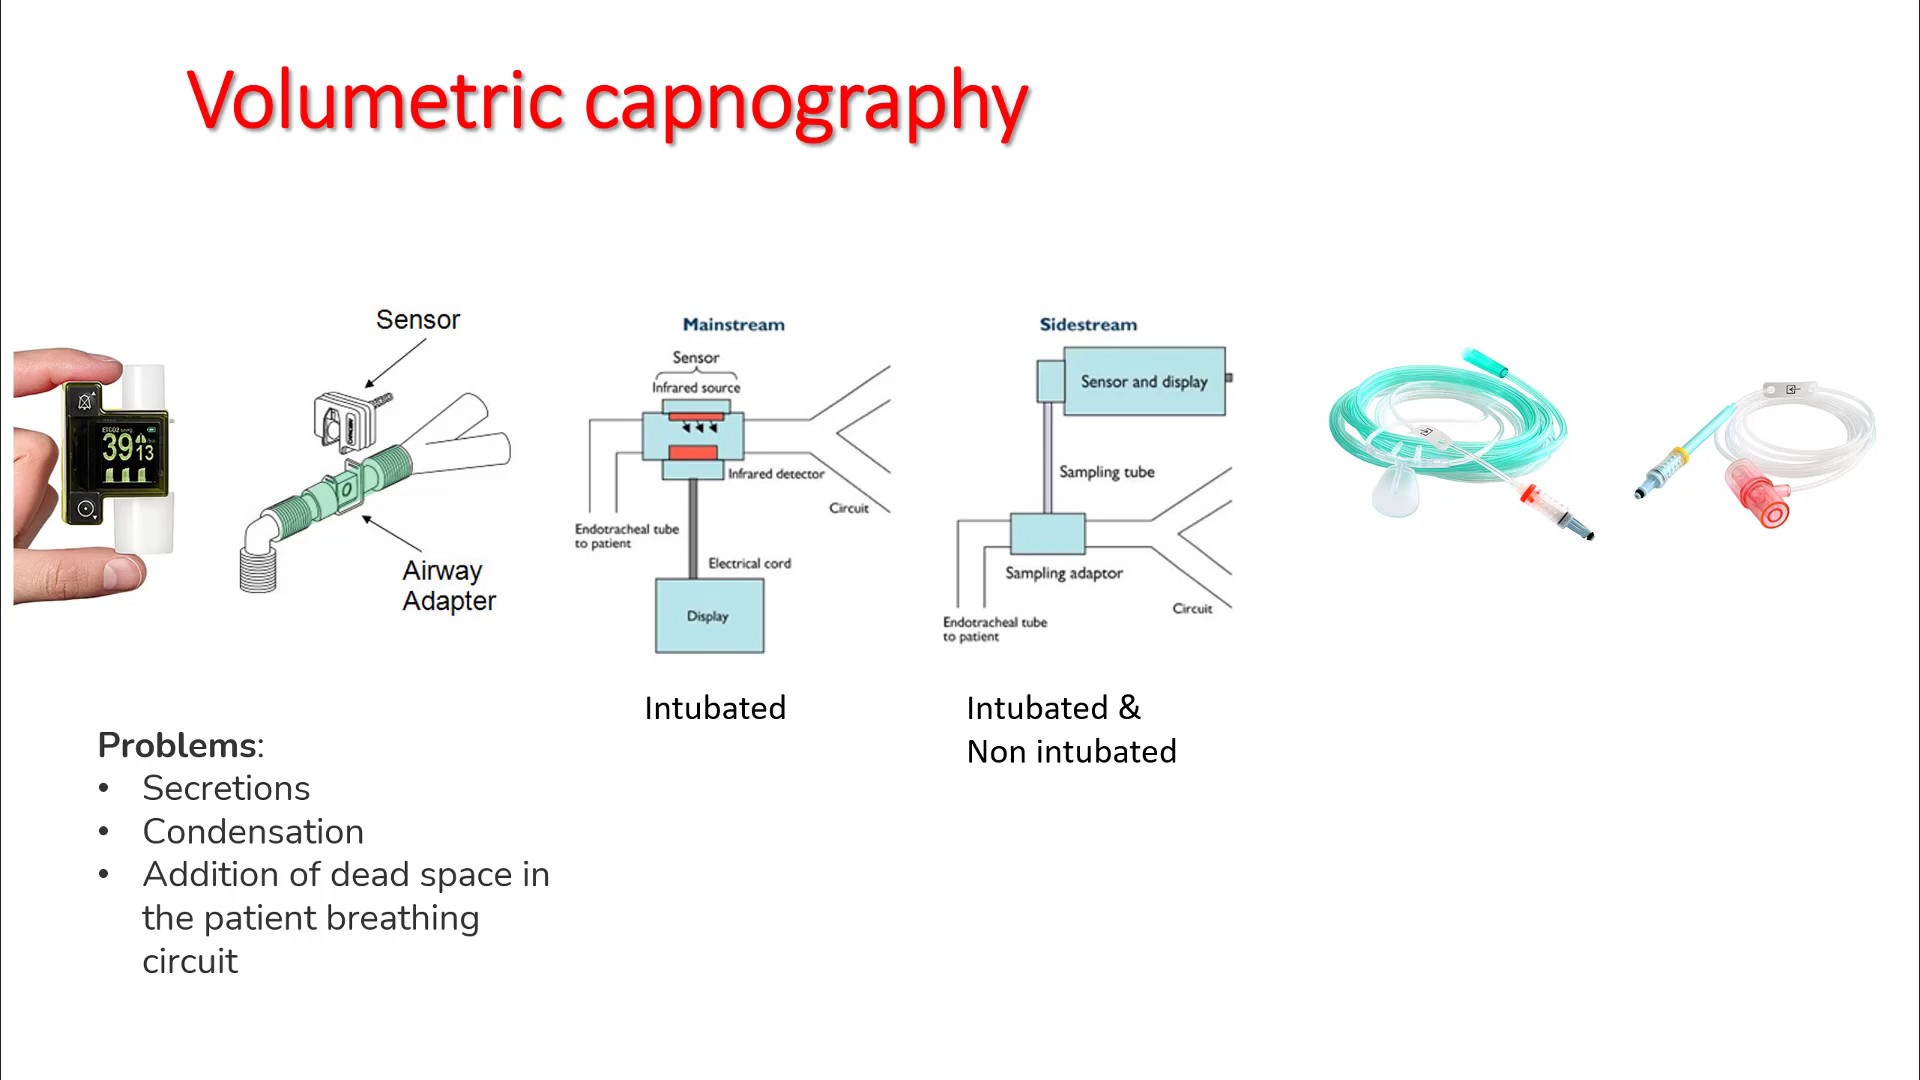 Volumetric capnography
ETCO2
39
13
Sensor
Airway
Adapter
Mainstream
Sensor
Infrared source
Infrared detector
Endotracheal tube
to patient
Circuit
Electrical cord
Display
Intubated
Sidestream
Sensor and display
Sampling tube
Sampling adaptor
Endotracheal tube
to patient
Circuit
Intubated &
Non intubated
Problems:
• Secretions
• Condensation
• Addition of dead space in
the patient breathing
circuit